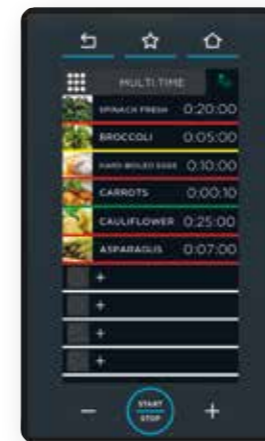 MULTI TIME
SPINACH FRESH 0:20:00
BROCCOLI 0:05:00
HARD-BOILED EGGS 0:10:00
CARROTS 0:00:10
CAULIFLOWER 0:25:00
ASPARAGUS 0:07:00
+
+
+
+
− START +
STOP